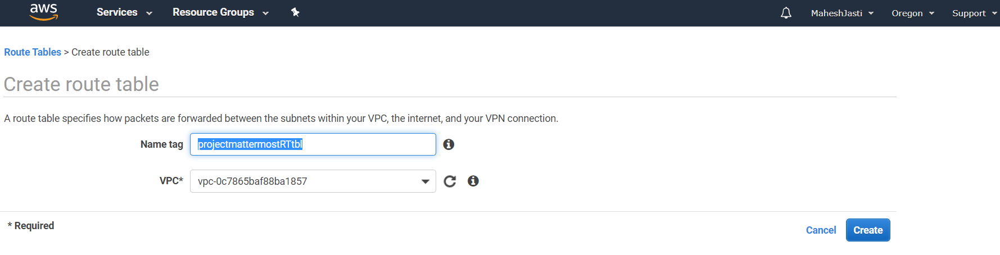 aws Services Resource Groups MaheshJasti Oregon Support
Route Tables > Create route table
Create route table
A route table specifies how packets are forwarded between the subnets within your VPC, the internet, and your VPN connection.
Name tag projectmattermostRTtbl
VPC* vpc-0c7865baf88ba1857
* Required
Cancel Create